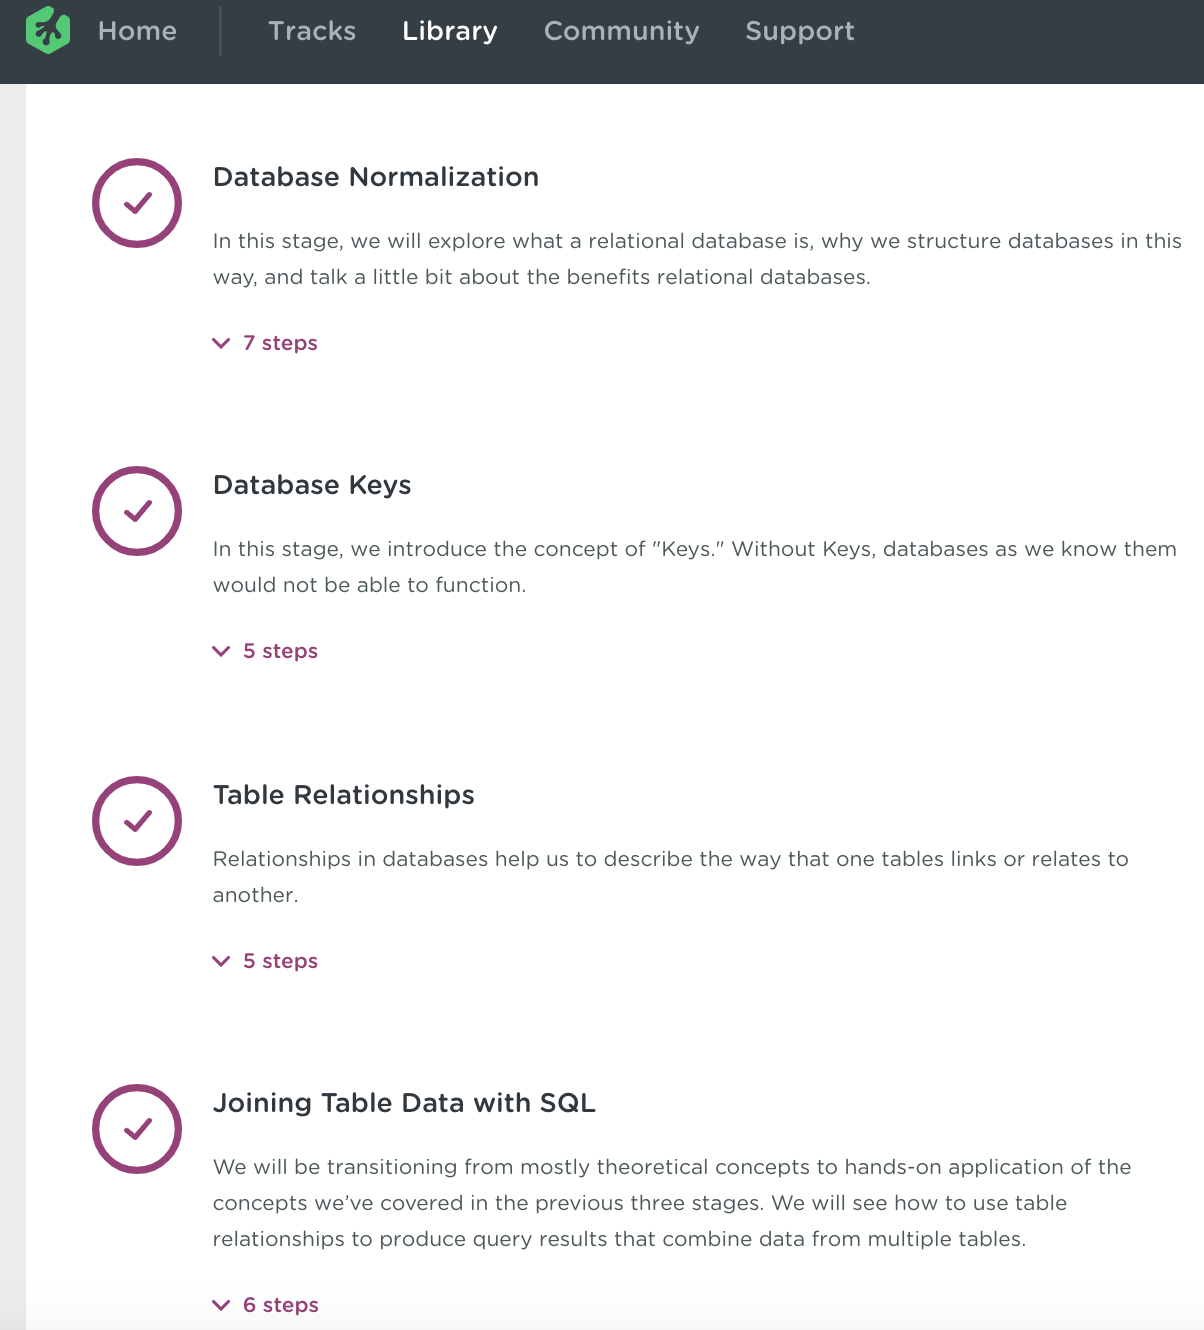 Home Tracks Library Community Support
Database Normalization
In this stage, we will explore what a relational database is, why we structure databases in this
way, and talk a little bit about the benefits relational databases.
7 steps
Database Keys
In this stage, we introduce the concept of "Keys." Without Keys, databases as we know them
would not be able to function.
5 steps
Table Relationships
Relationships in databases help us to describe the way that one tables links or relates to
another.
5 steps
Joining Table Data with SQL
We will be transitioning from mostly theoretical concepts to hands-on application of the
concepts we’ve covered in the previous three stages. We will see how to use table
relationships to produce query results that combine data from multiple tables.
6 steps